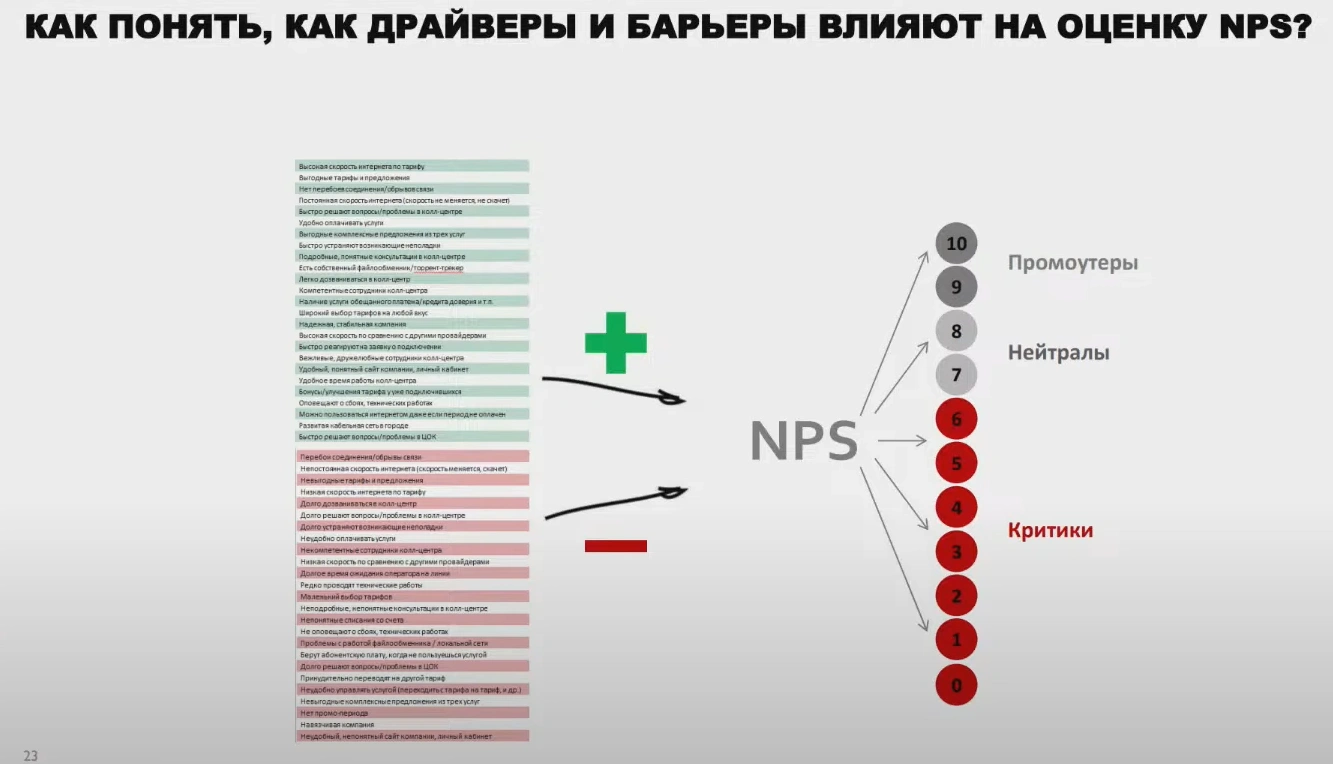 КАК ПОНЯТЬ, КАК ДРАЙВЕРЫ И БАРЬЕРЫ ВЛИЯЮТ НА ОЦЕНКУ NPS?
Высокая скорость интернета по тарифу
Выгодные тарифы и предложения
Нет перебоев соединения/обрывов связи
Постоянная скорость интернета (скорость не меняется, не скачет)
Быстро решают вопросы/проблемы в колл-центре
Удобно оплачивать услуги
Выгодные комплексные предложения из трех услуг
Быстро устраняют возникающие неполадки
Подробные, понятные консультации в колл-центре
Есть собственный файлообменник/торрент-трекер
Легко дозваниваться в колл-центр
Компетентные сотрудники колл-центра
Наличие услуги обещанного платежа/кредита доверия и т.п.
Широкий выбор тарифов на любой вкус
Надежная, стабильная компания
Высокая скорость по сравнению с другими провайдерами
Быстро реагируют на заявку о подключении
Вежливые, дружелюбные сотрудники колл-центра
Удобный, понятный сайт компании, личный кабинет
Удобное время работы колл-центра
Бонусы/улучшения тарифа у уже подключившихся
Оповещают о сбоях, технических работах
Можно пользоваться интернетом даже если период не оплачен
Развитая кабельная сеть в городе
Быстро решают вопросы/проблемы в ЦОК
Перебои соединения/обрывы связи
Непостоянная скорость интернета (скорость меняется, скачет)
Невыгодные тарифы и предложения
Низкая скорость интернета по тарифу
Долго дозваниваться в колл-центр
Долго решают вопросы/проблемы в колл-центре
Долго устраняют возникающие неполадки
Неудобно оплачивать услуги
Некомпетентные сотрудники колл-центра
Низкая скорость по сравнению с другими провайдерами
Долгое время ожидания оператора на линии
Редко проводят технические работы
Маленький выбор тарифов
Неподробные, непонятные консультации в колл-центре
Непонятные списания со счета
Не оповещают о сбоях, технических работах
Проблемы с работой файлообменника / локальной сети
Берут абонентскую плату, когда не пользуешься услугой
Долго решают вопросы/проблемы в ЦОК
Принудительно переводят на другой тариф
Неудобно управлять услугой (переходить с тарифа на тариф, и др.)
Невыгодные комплексные предложения из трех услуг
Нет промо-периода
Навязчивая компания
Неудобный, непонятный сайт компании, личный кабинет
NPS
10
9
8
7
6
5
4
3
2
1
0
Промоутеры
Нейтралы
Критики
23